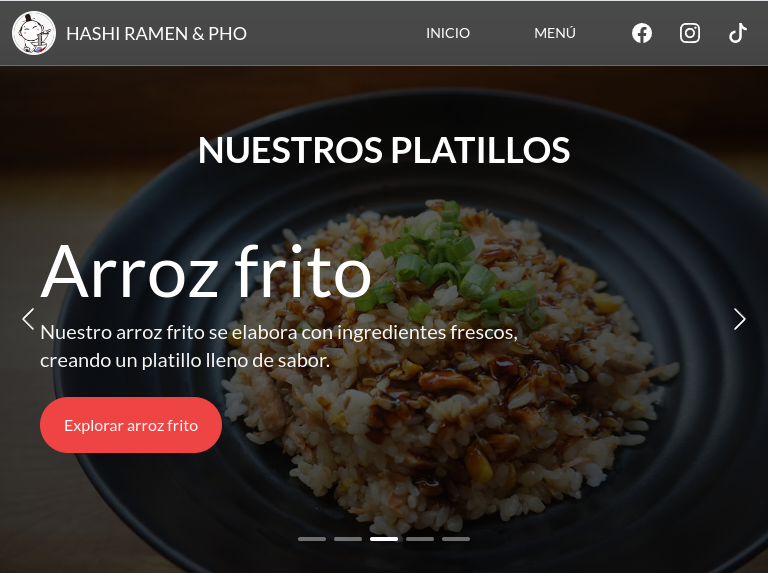 HASHI RAMEN & PHO
INICIO
MENÚ
NUESTROS PLATILLOS
Arroz frito
Nuestro arroz frito se elabora con ingredientes frescos,
creando un platillo lleno de sabor.
Explorar arroz frito